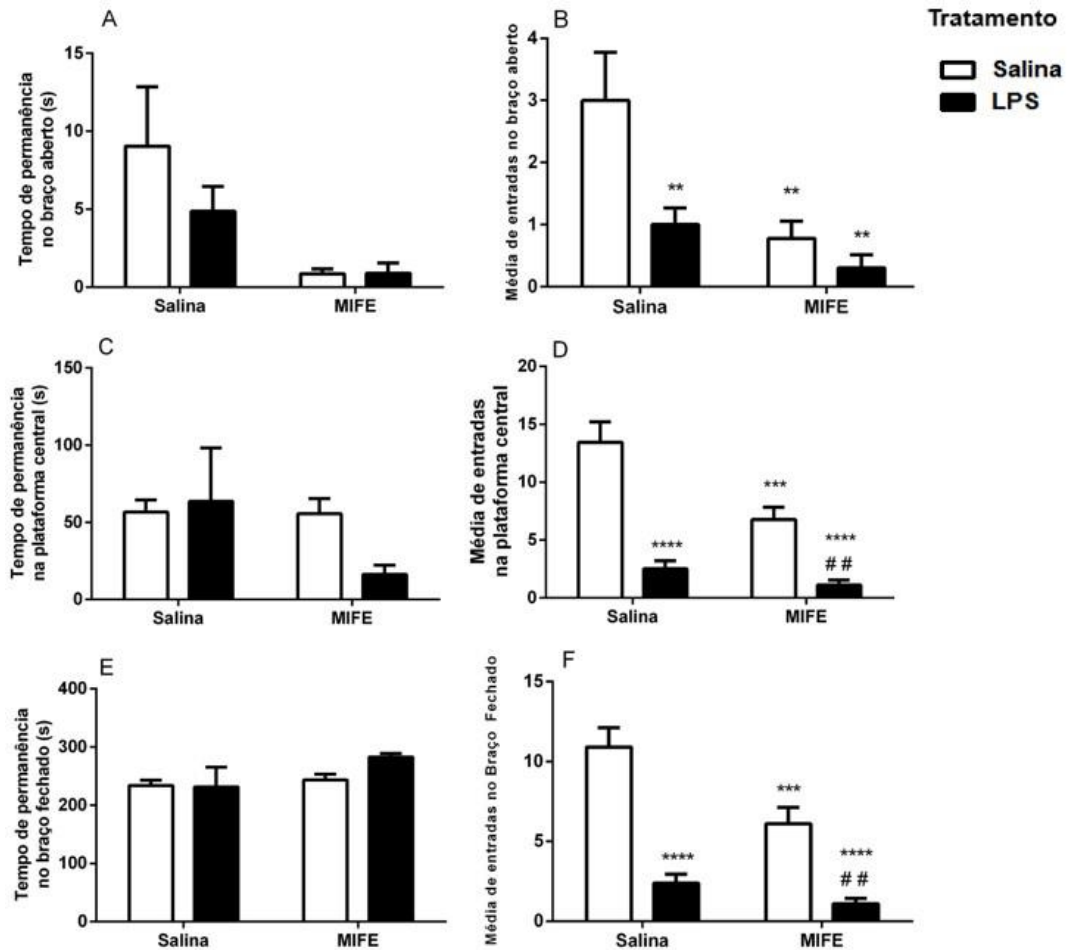 A
Tempo de permanência
no braço aberto (s)
15
10
5
0
Salina
MIFE
B
Média de entradas no braço aberto
4
3
2
1
0
**
**
**
Salina
MIFE
Tratamento
Salina
LPS
C
Tempo de permanência
na plataforma central (s)
150
100
50
0
Salina
MIFE
D
Média de entradas
na plataforma central
20
15
10
5
0
****
***
****
##
Salina
MIFE
E
Tempo de permanência
no braço fechado (s)
400
300
200
100
0
Salina
MIFE
F
Média de entradas no Braço Fechado
15
10
5
0
****
***
****
##
Salina
MIFE